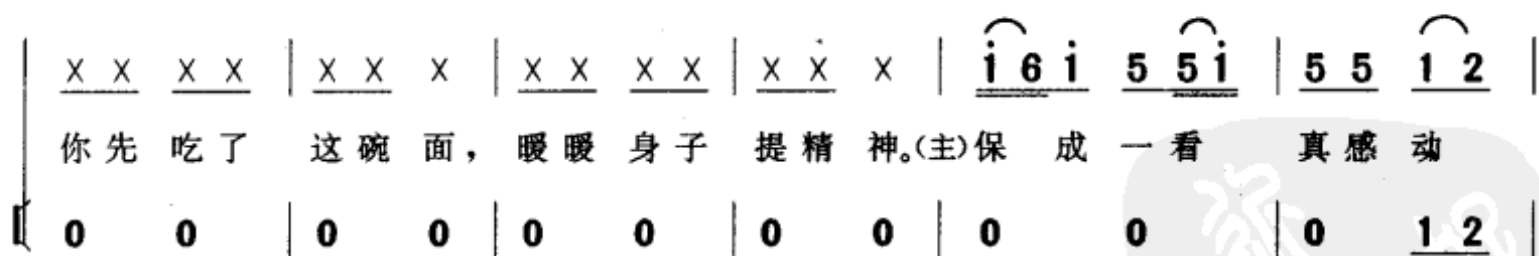 X X X X | X X X | X X X X | X X X | i 6 i 5 5 i | 5 5 1 2 |
你先吃了 这碗面，暖暖身子 提精神。(主)保成一看 真感动
0 0 | 0 0 | 0 0 | 0 0 | 0 0 | 0 1 2 |